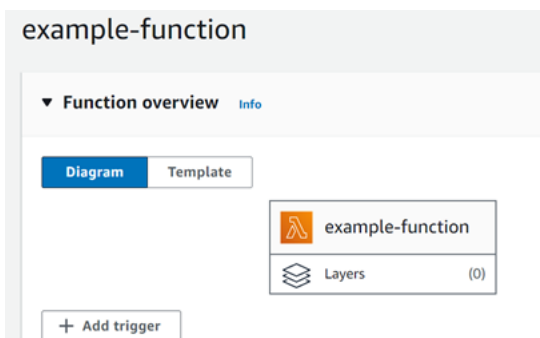 example-function
Function overview Info
Diagram Template
example-function
Layers (0)
+ Add trigger